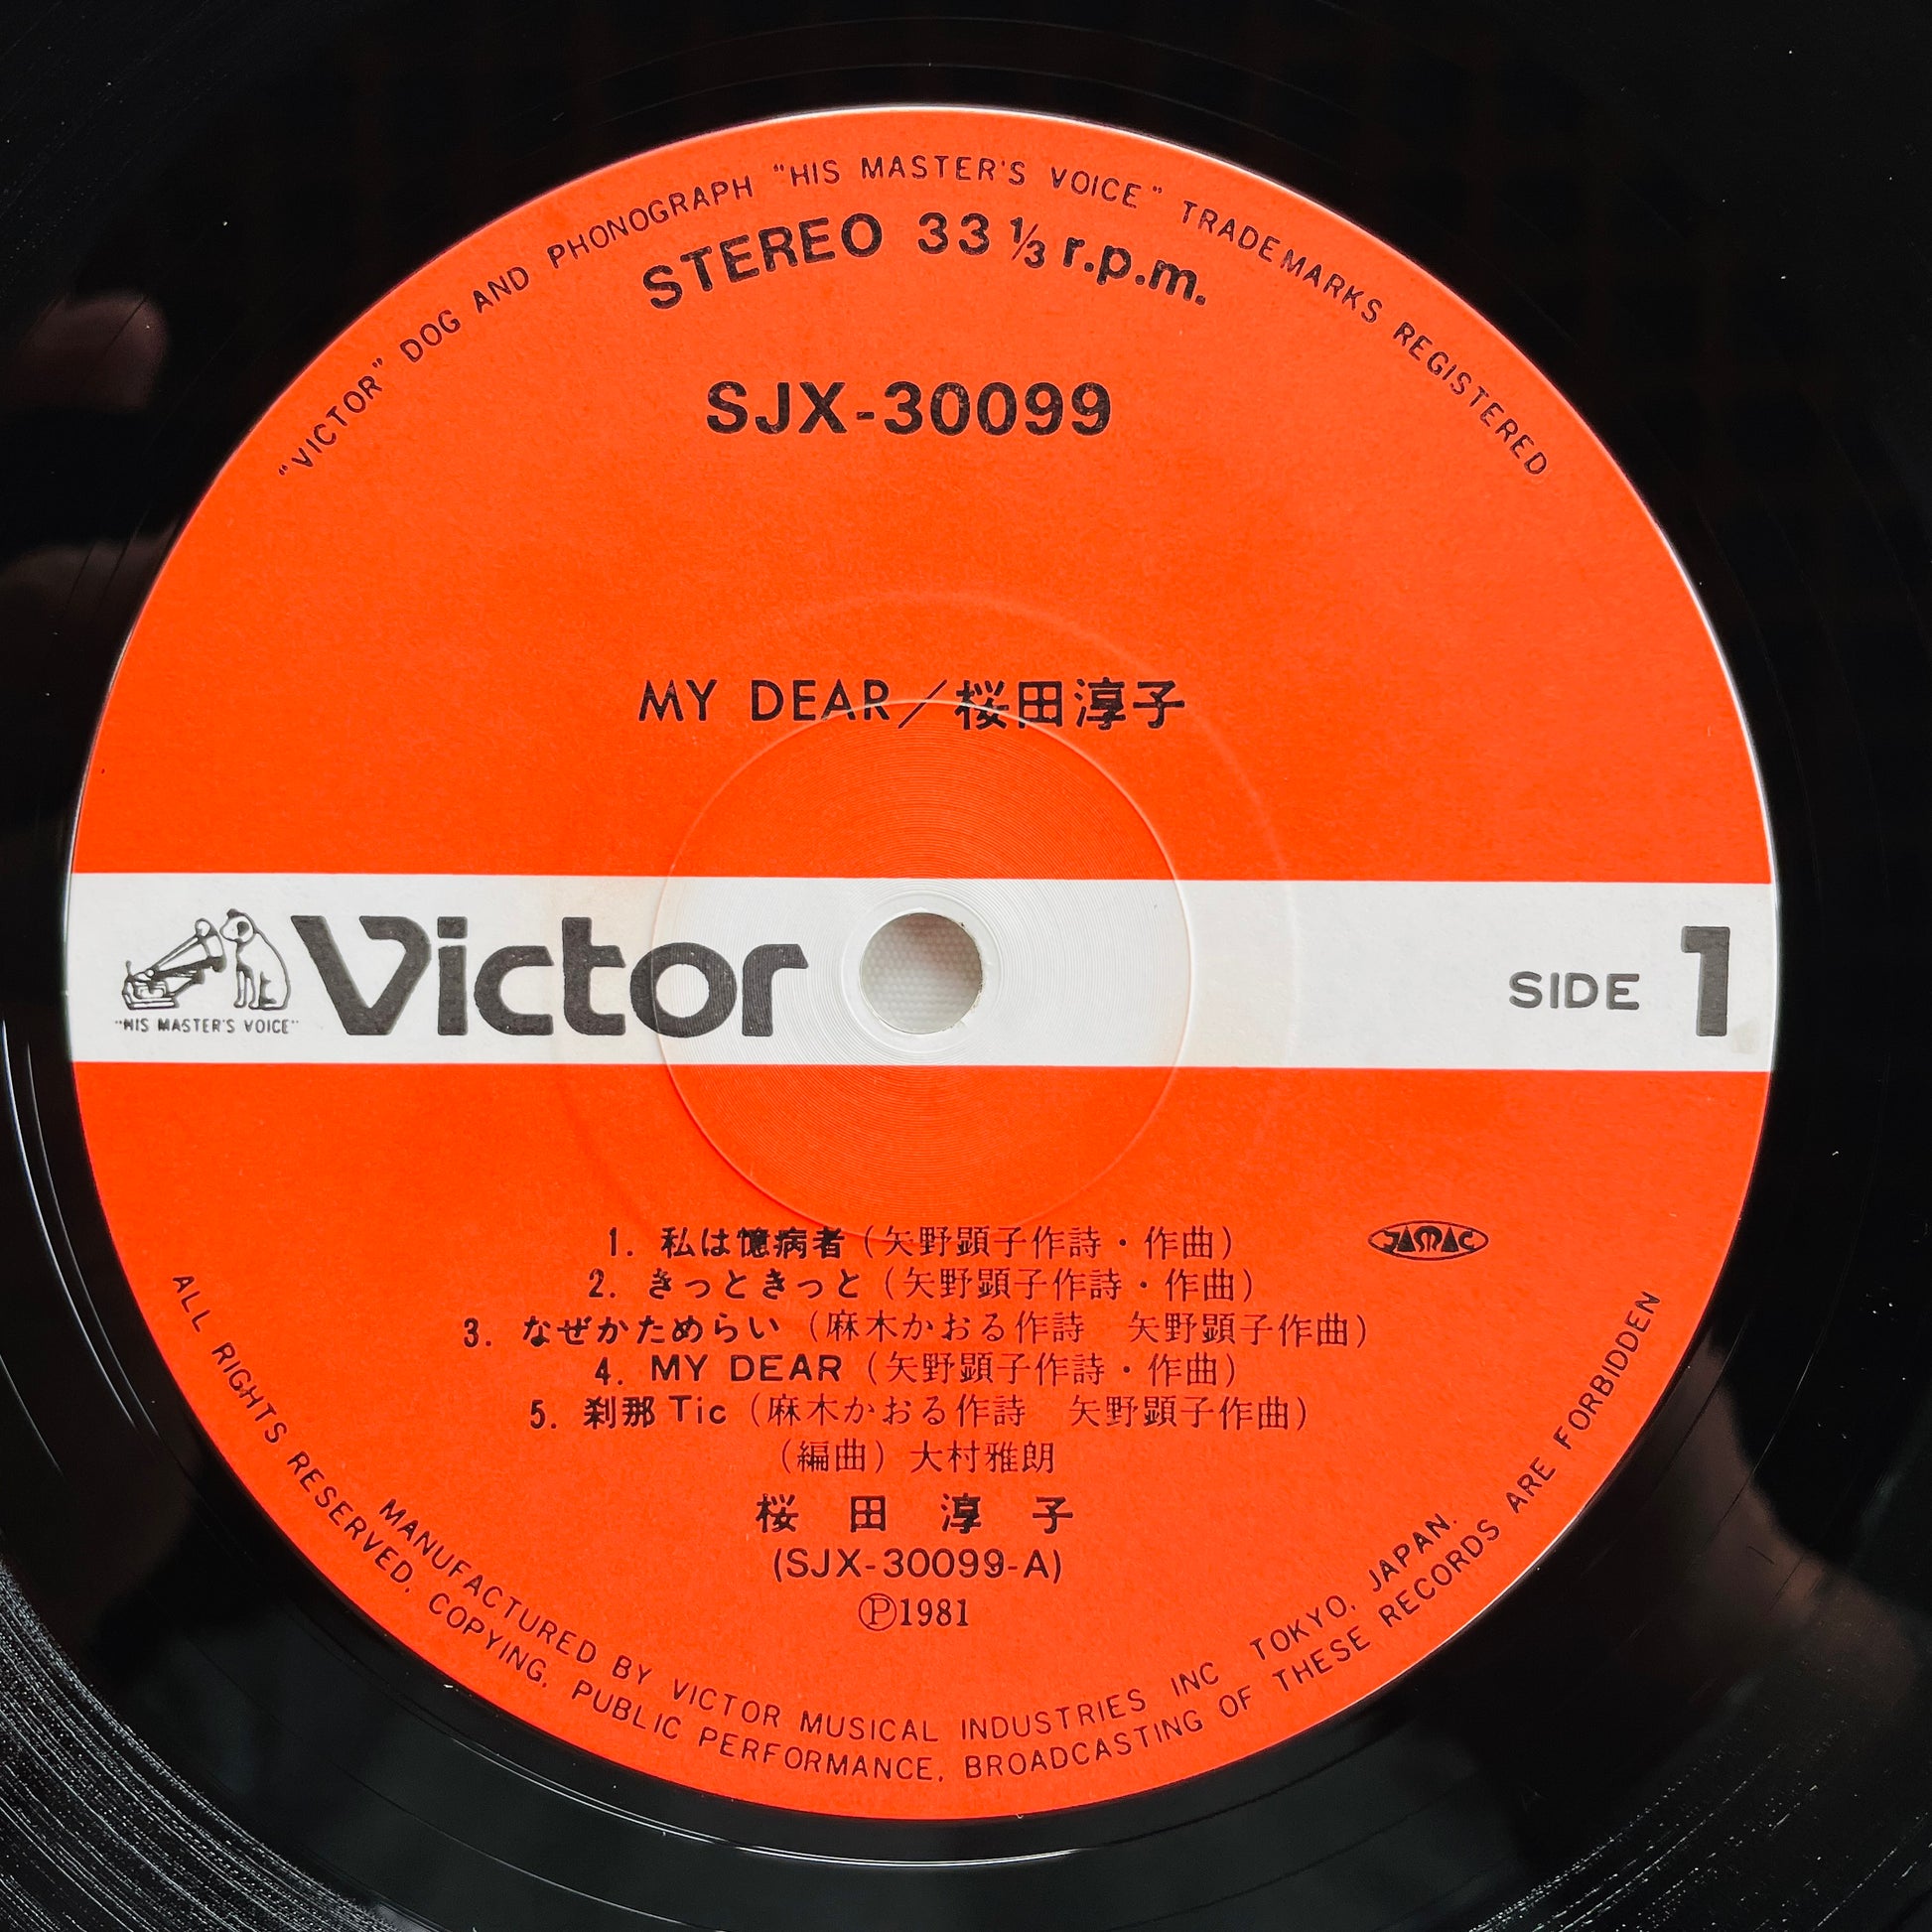 "VICTOR" DOG AND PHONOGRAPH "HIS MASTER'S VOICE" TRADEMARKS REGISTERED
STEREO 33 ⅓ r.p.m.
SJX-30099
MY DEAR／桜田淳子
"HIS MASTER'S VOICE"
Victor
SIDE 1
1. 私は憶病者（矢野顕子作詩・作曲）
JASRAC
2. きっときっと（矢野顕子作詩・作曲）
3. なぜかためらい（麻木かおる作詩　矢野顕子作曲）
4. MY DEAR（矢野顕子作詩・作曲）
5. 刹那 Tic（麻木かおる作詩　矢野顕子作曲）
（編曲）大村雅朗
桜田淳子
(SJX-30099-A)
Ⓟ1981
MANUFACTURED BY VICTOR MUSICAL INDUSTRIES INC TOKYO, JAPAN.
ALL RIGHTS RESERVED. COPYING, PUBLIC PERFORMANCE, BROADCASTING OF THESE RECORDS ARE FORBIDDEN